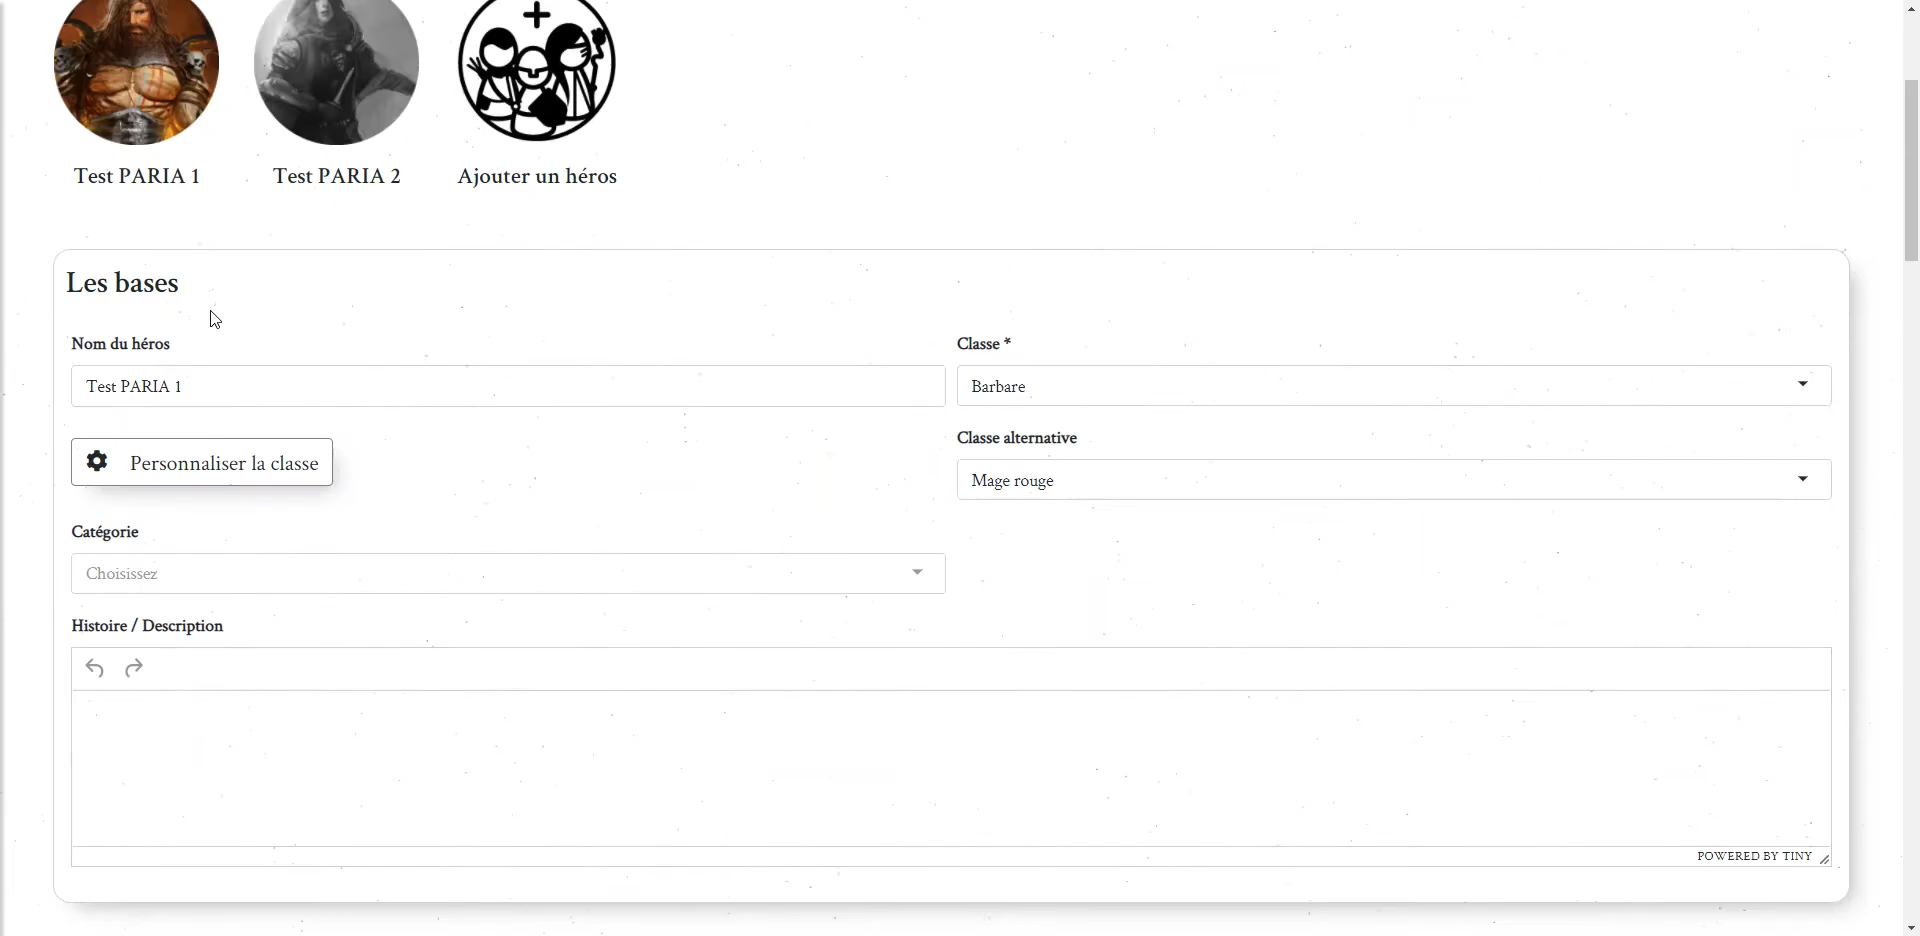 Test PARIA 1
Test PARIA 2
Ajouter un héros
Les bases
Nom du héros
Classe *
Test PARIA 1
Barbare
Personnaliser la classe
Classe alternative
Mage rouge
Catégorie
Choisissez
Histoire / Description
POWERED BY TINY